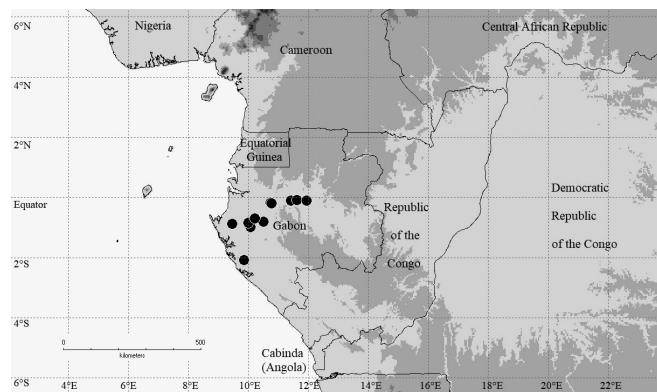 6°N
Nigeria
Central African Republic
Cameroon
4°N
2°N
Equatorial
Guinea
Equator
Democratic
Republic
of the Congo
Republic
of the
Congo
Gabon
2°S
4°S
0
500
kilometers
Cabinda
(Angola)
6°S
4°E
6°E
8°E
10°E
12°E
14°E
16°E
18°E
20°E
22°E